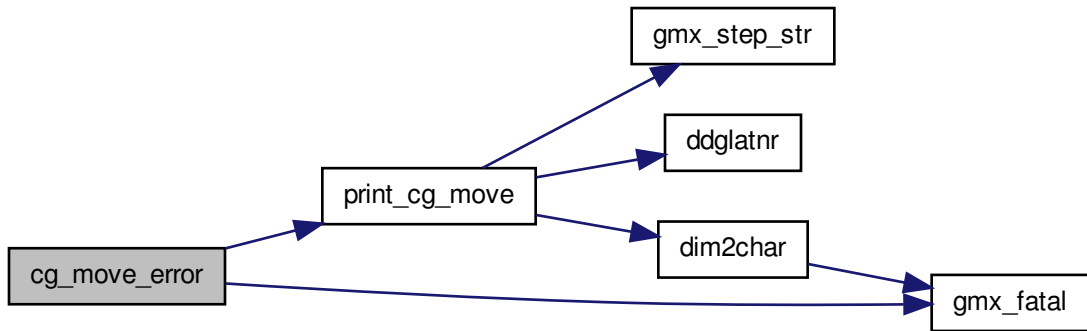 gmx_step_str
ddglatnr
print_cg_move
dim2char
cg_move_error
gmx_fatal